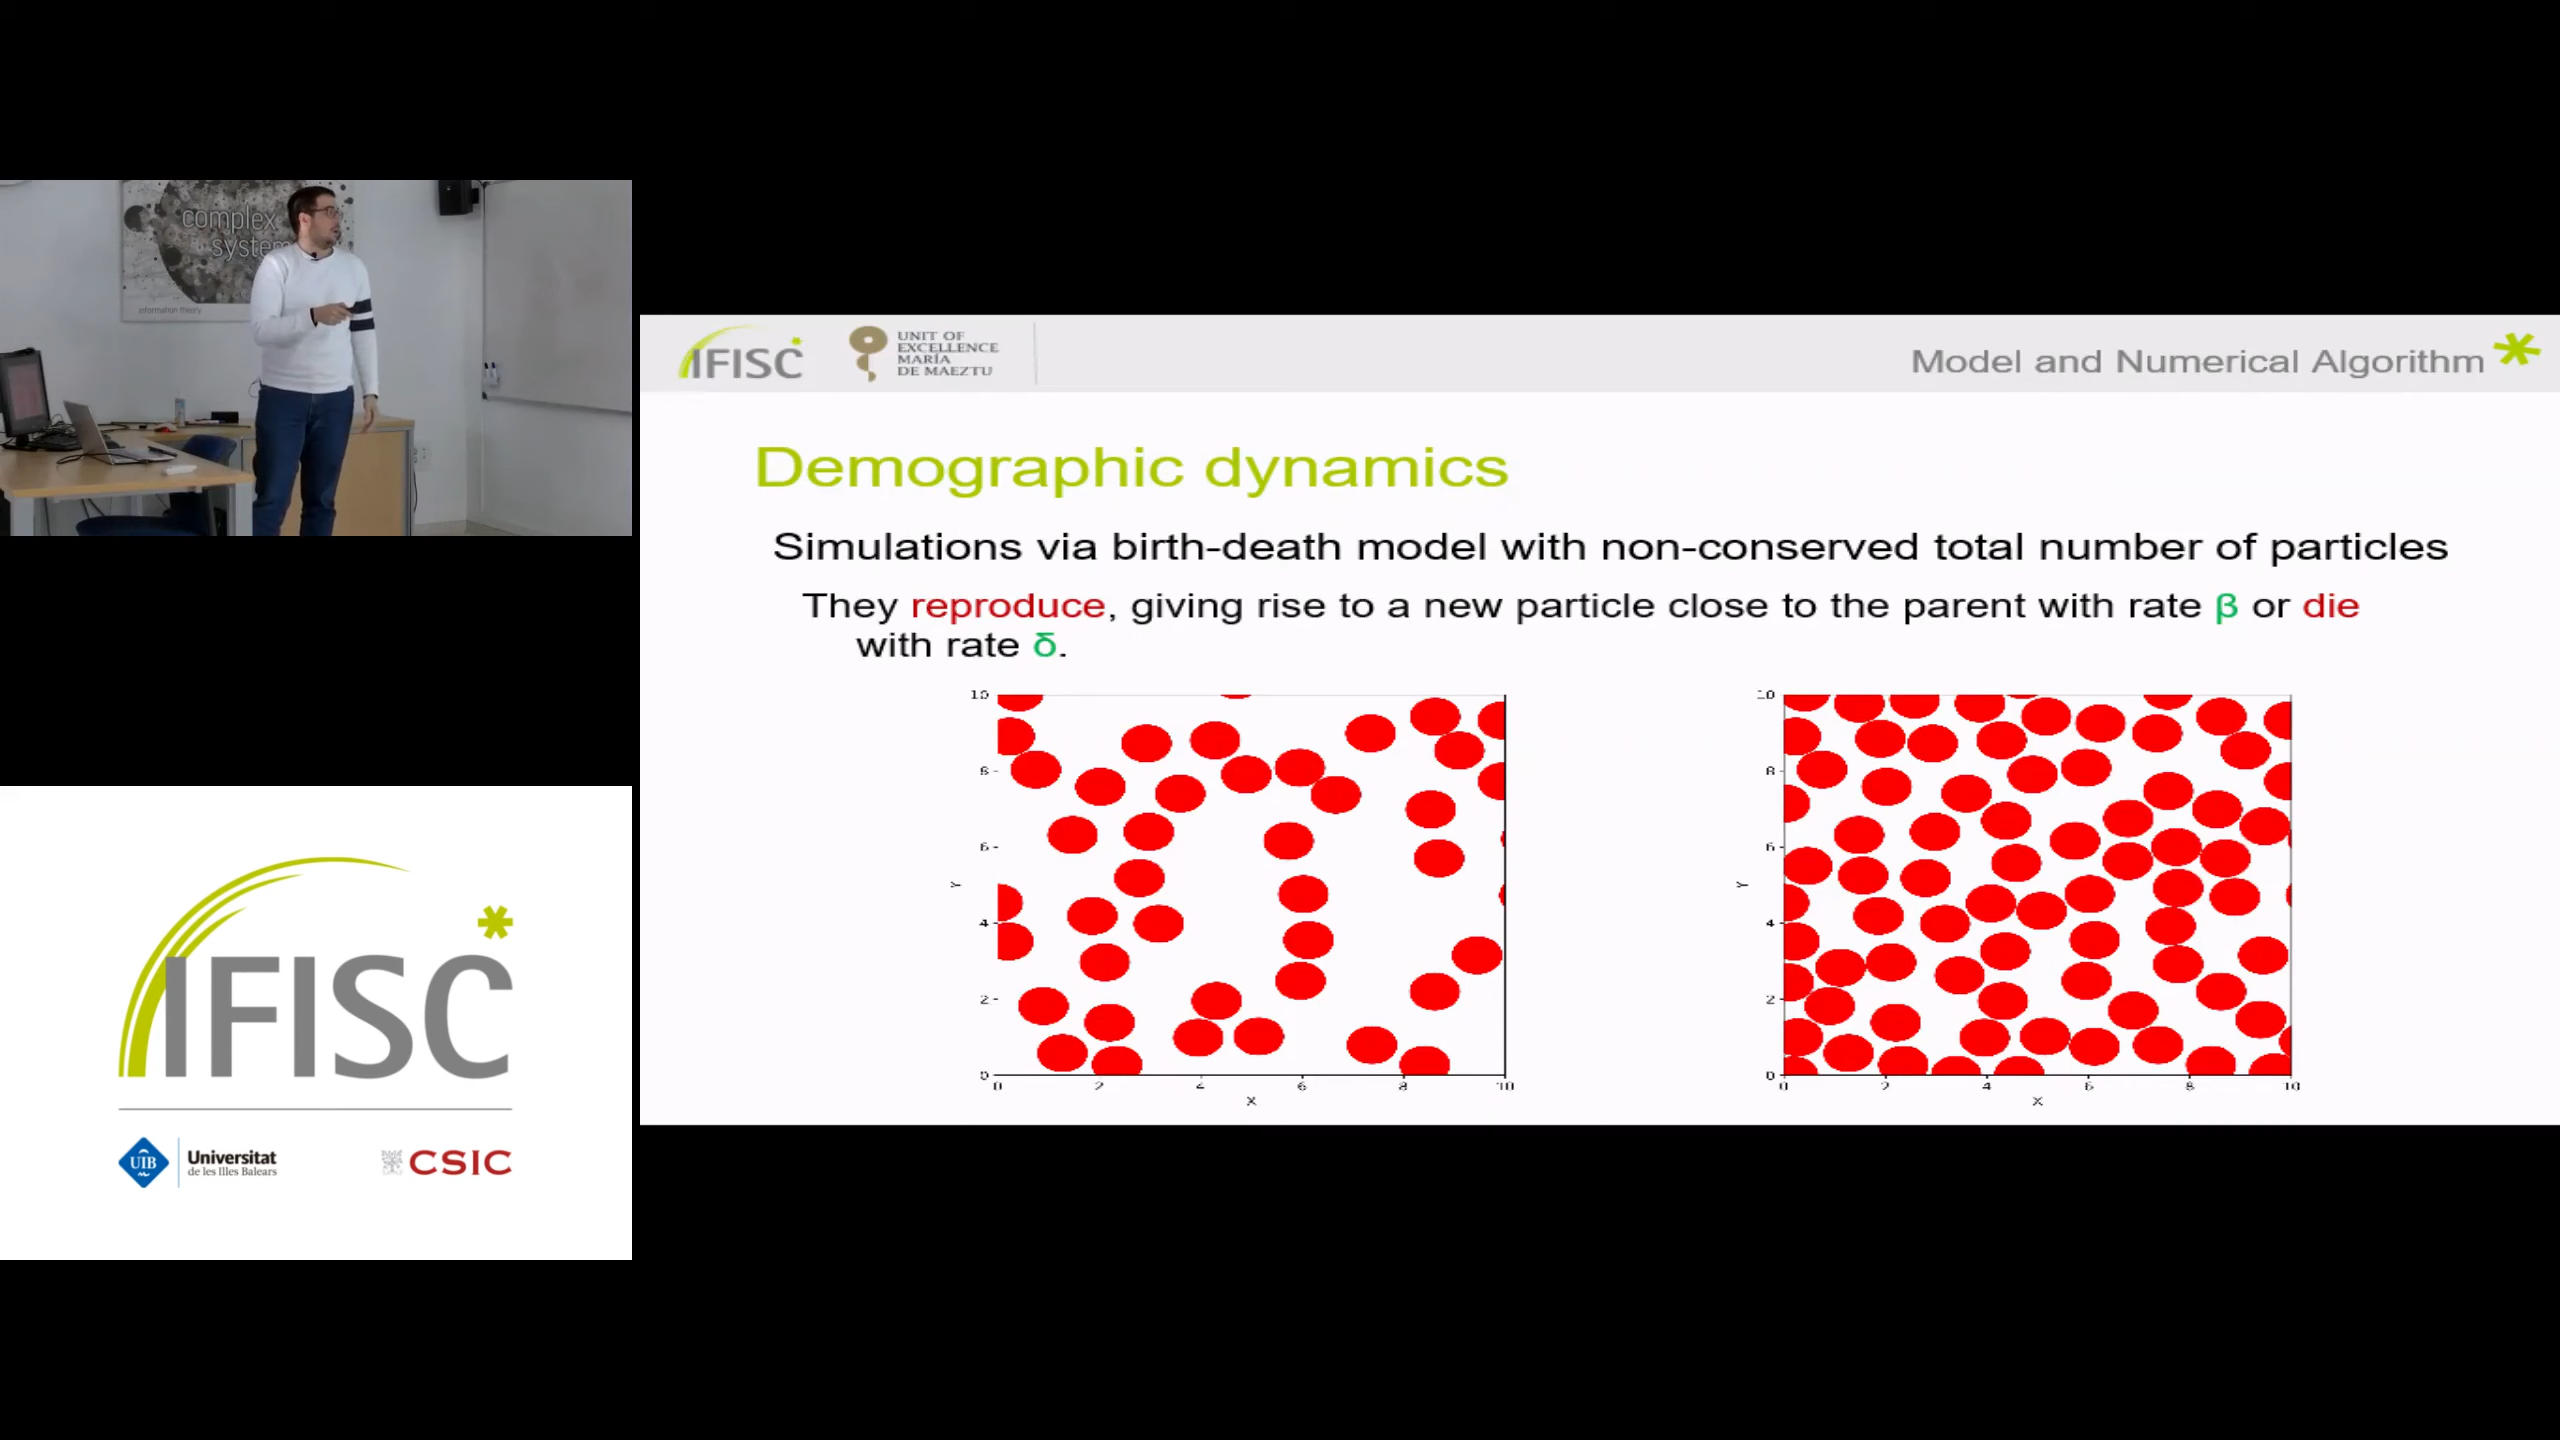 complex
system
information theory
IFISC
UNIT OF
EXCELLENCE
MARÍA
DE MAEZTU
Model and Numerical Algorithm
Demographic dynamics
Simulations via birth-death model with non-conserved total number of particles
They reproduce, giving rise to a new particle close to the parent with rate β or die
with rate δ.
10
8
6
4
2
0
Y
0 2 4 6 8 10
X
10
8
6
4
2
0
Y
0 2 4 6 8 10
X
IFISC
UIB
Universitat
de les Illes Balears
CSIC